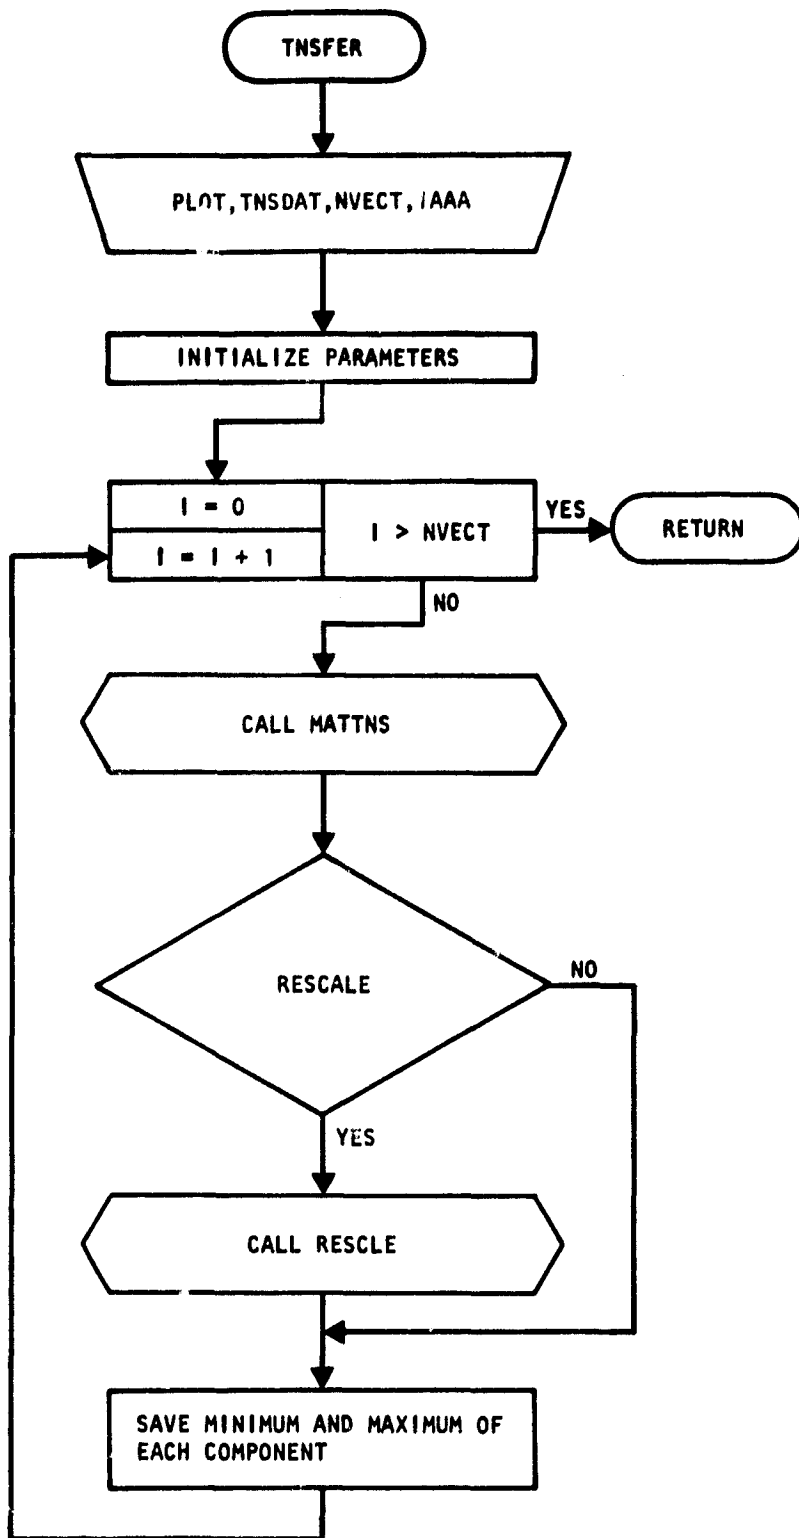 TNSFER
PLOT,TNSDAT,NVECT,IAAA
INITIALIZE PARAMETERS
I = 0
I = I + 1
I > NVECT
YES
RETURN
NO
CALL MATTNS
RESCALE
NO
YES
CALL RESCLE
SAVE MINIMUM AND MAXIMUM OF
EACH COMPONENT